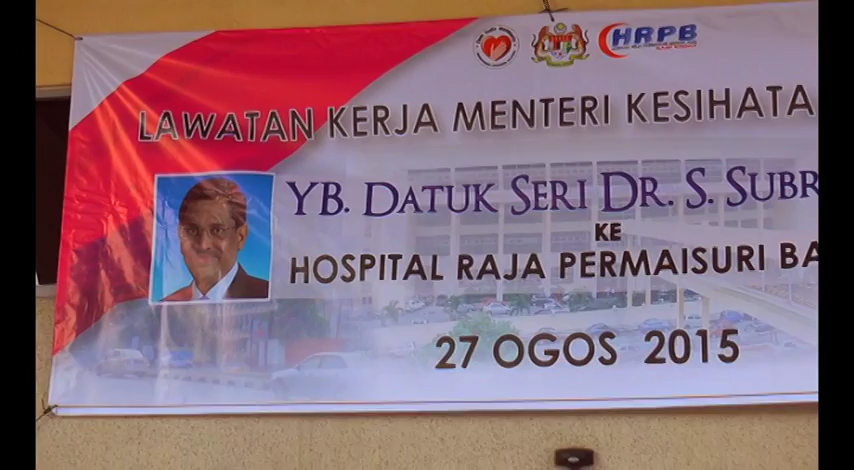 HRPB
LAWATAN KERJA MENTERI KESIHATA
YB. DATUK SERI DR. S. SUBR
KE
HOSPITAL RAJA PERMAISURI BA
27 OGOS 2015